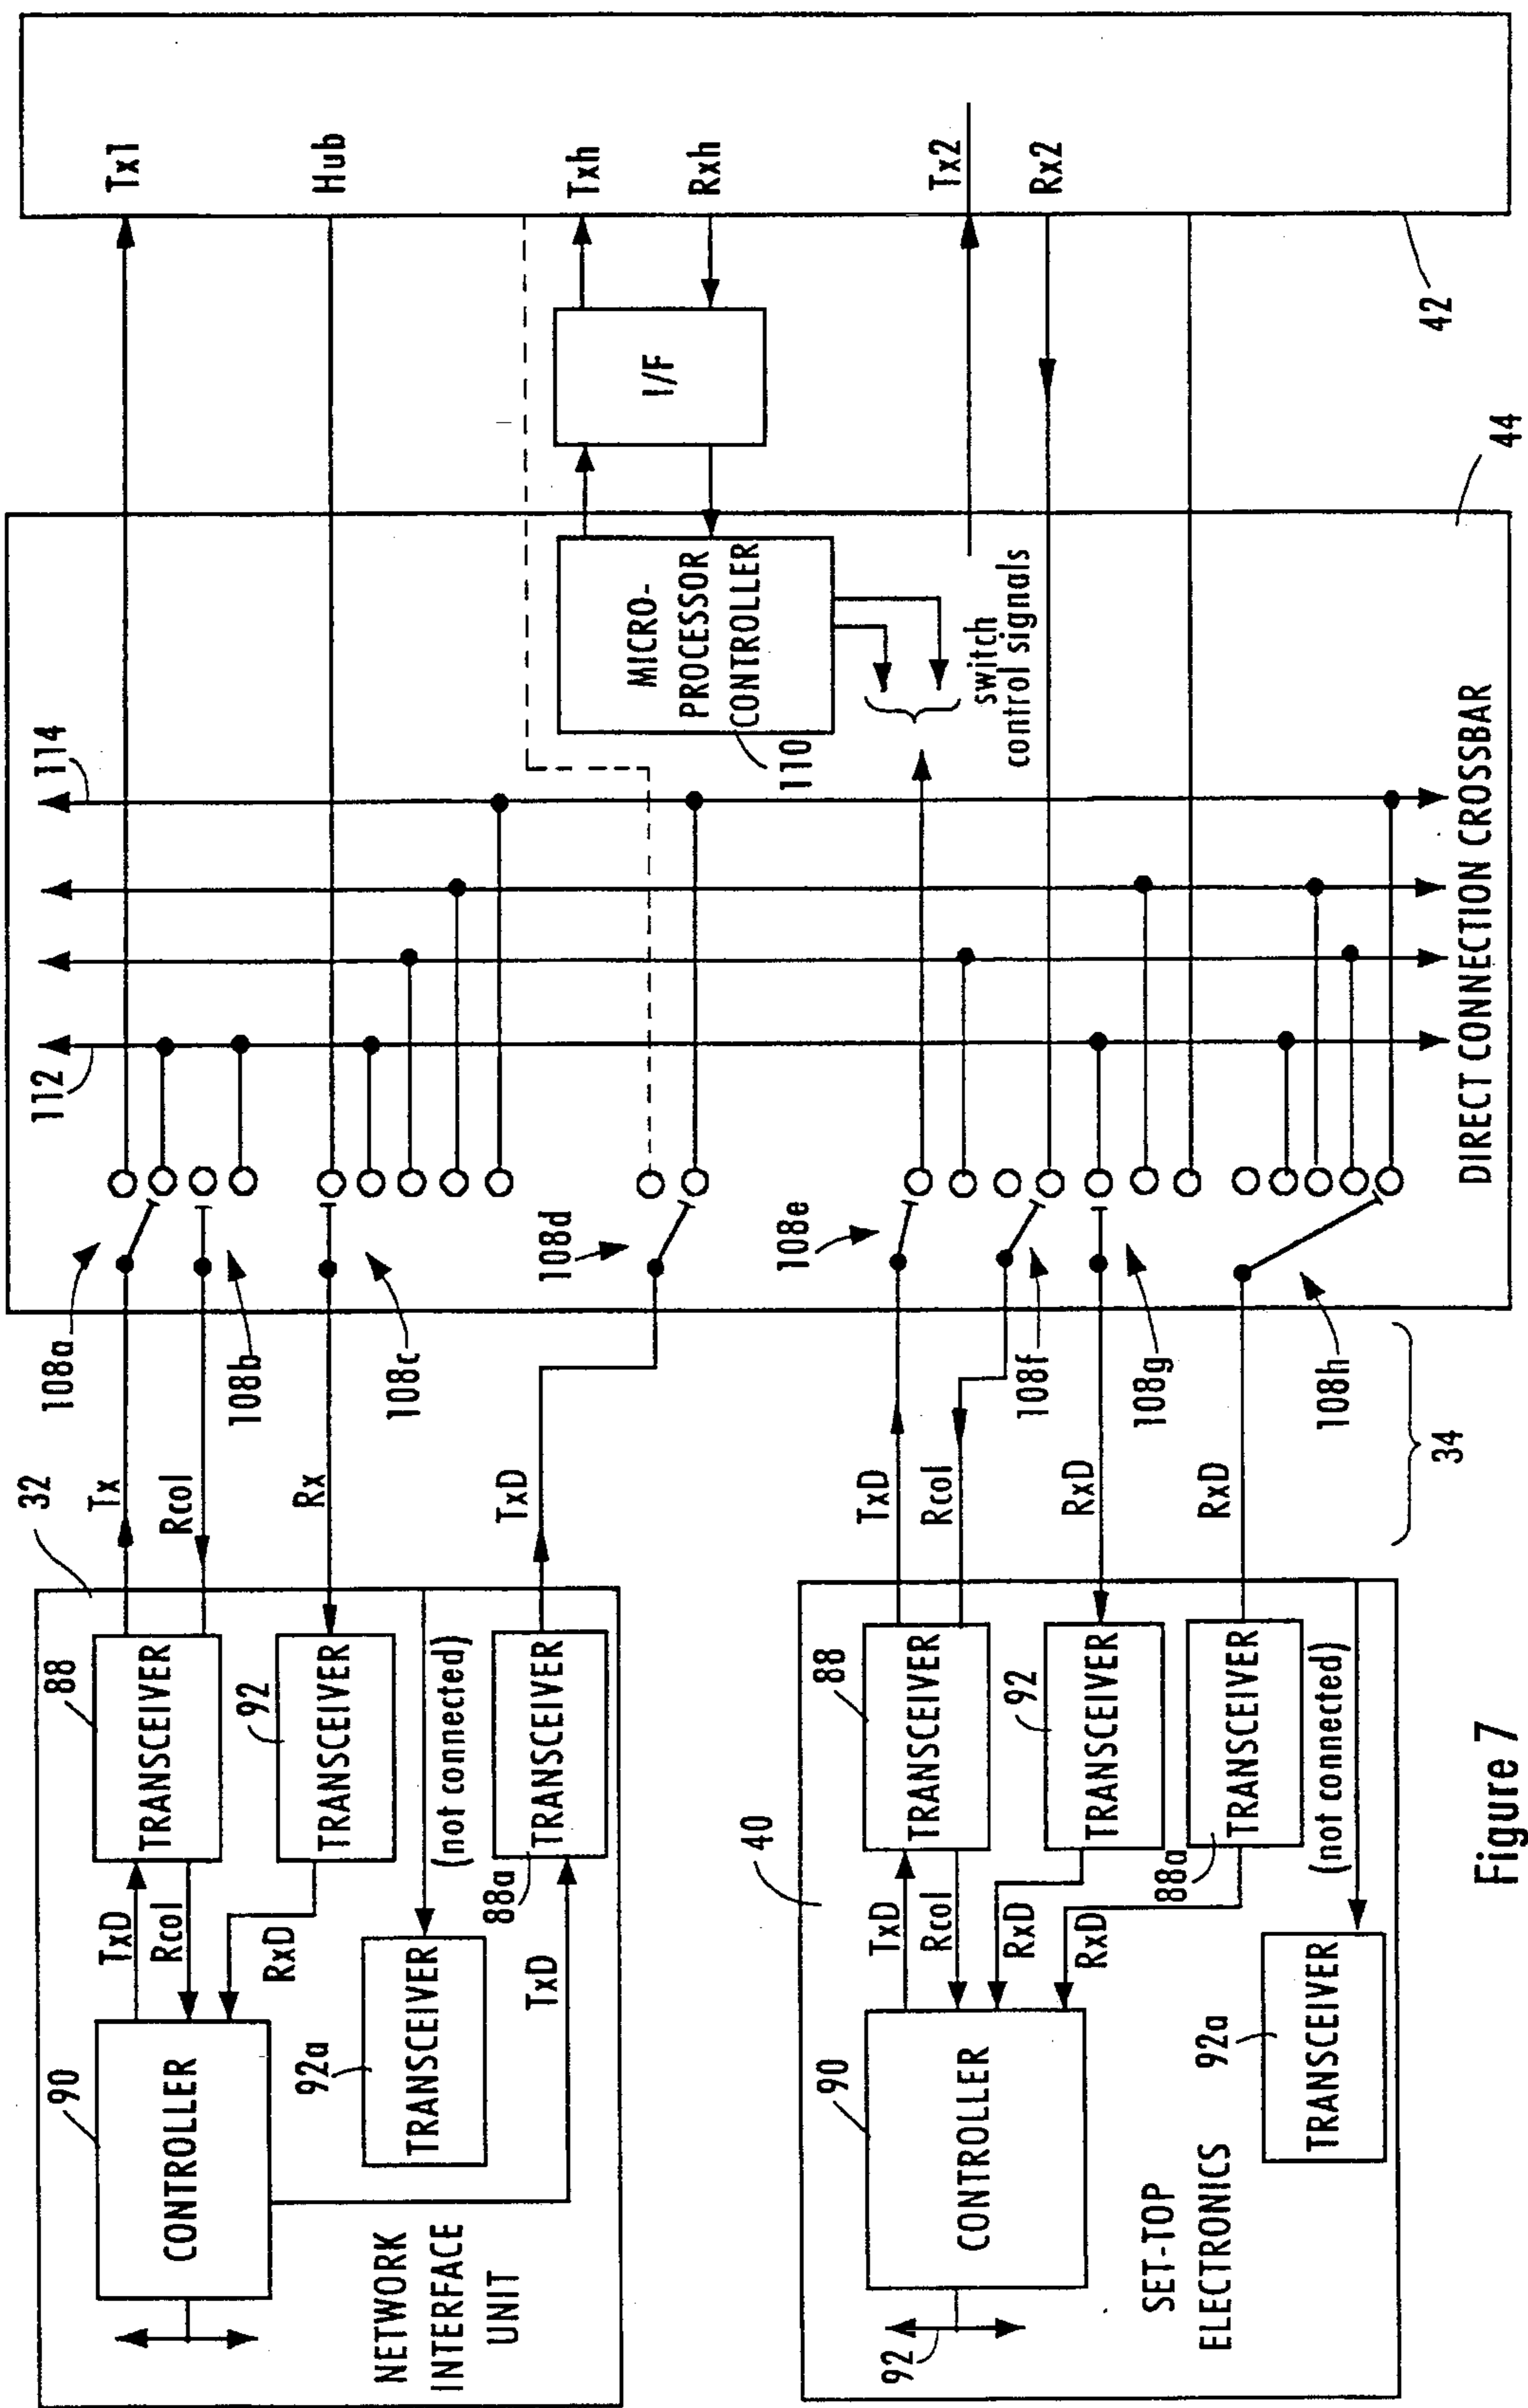 32
90
CONTROLLER
NETWORK
INTERFACE
UNIT
TxD
Rcol
RxD
88
TRANSCEIVER
92
TRANSCEIVER
92a
TRANSCEIVER
(not connected)
88a
TRANSCEIVER
TxD
Tx
Rcol
Rx
TxD
108a
108b
108c
108d
112
114
MICRO-
PROCESSOR
CONTROLLER
110
I/F
Tx1
Hub
Txh
Rxh
Tx2
Rx2
42
44
switch
control signals
DIRECT CONNECTION CROSSBAR
108e
108f
108g
108h
34
TxD
Rcol
RxD
RxD
40
90
CONTROLLER
92
SET-TOP
ELECTRONICS
TxD
Rcol
RxD
RxD
88
TRANSCEIVER
92
TRANSCEIVER
88a
TRANSCEIVER
(not connected)
92a
TRANSCEIVER
Figure 7